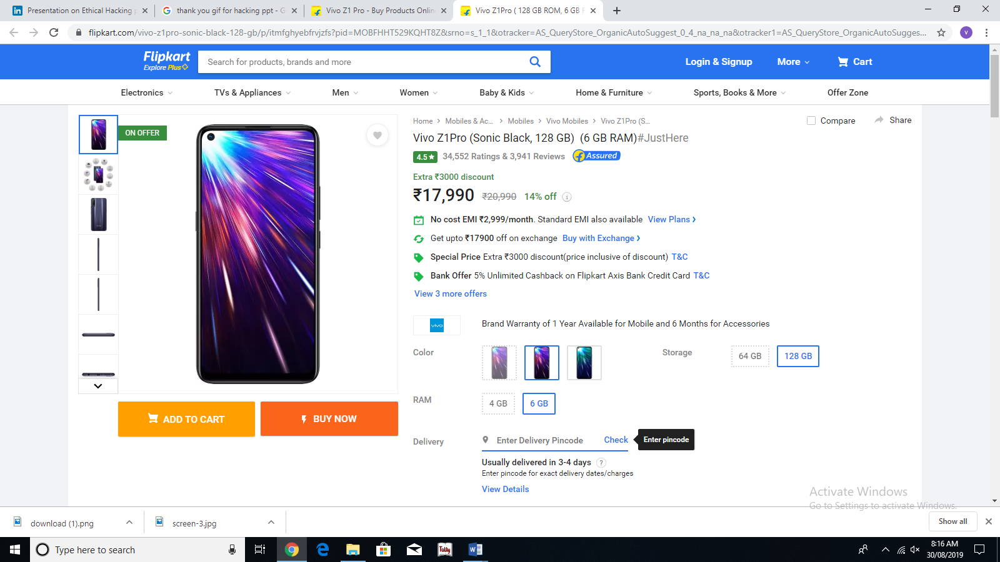 Presentation on Ethical Hacking
thank you gif for hacking ppt - G
Vivo Z1 Pro - Buy Products Onlin
Vivo Z1Pro ( 128 GB ROM, 6 GB R
flipkart.com/vivo-z1pro-sonic-black-128-gb/p/itmfghyebfrvjzfs?pid=MOBFHHT529KQHT8Z&srno=s_1_1&otracker=AS_QueryStore_OrganicAutoSuggest_0_4_na_na_na&otracker1=AS_QueryStore_OrganicAutoSugges...
V
Flipkart
Explore Plus
Search for products, brands and more
Login & Signup
More
Cart
Electronics
TVs & Appliances
Men
Women
Baby & Kids
Home & Furniture
Sports, Books & More
Offer Zone
ON OFFER
Home > Mobiles & Ac... > Mobiles > Vivo Mobiles > Vivo Z1Pro (S...
Compare
Share
Vivo Z1Pro (Sonic Black, 128 GB) (6 GB RAM)#JustHere
4.5★ 34,552 Ratings & 3,941 Reviews Assured
Extra ₹3000 discount
₹17,990 ₹20,990 14% off
No cost EMI ₹2,999/month. Standard EMI also available View Plans ›
Get upto ₹17900 off on exchange Buy with Exchange ›
Special Price Extra ₹3000 discount(price inclusive of discount) T&C
Bank Offer 5% Unlimited Cashback on Flipkart Axis Bank Credit Card T&C
View 3 more offers
vivo
Brand Warranty of 1 Year Available for Mobile and 6 Months for Accessories
Color
Storage
64 GB
128 GB
RAM
4 GB
6 GB
ADD TO CART
BUY NOW
Delivery
Enter Delivery Pincode
Check
Enter pincode
Usually delivered in 3-4 days ?
Enter pincode for exact delivery dates/charges
View Details
Activate Windows
Go to Settings to activate Windows.
download (1).png
screen-3.jpg
Show all
Type here to search
Tally
W
8:16 AM
30/08/2019